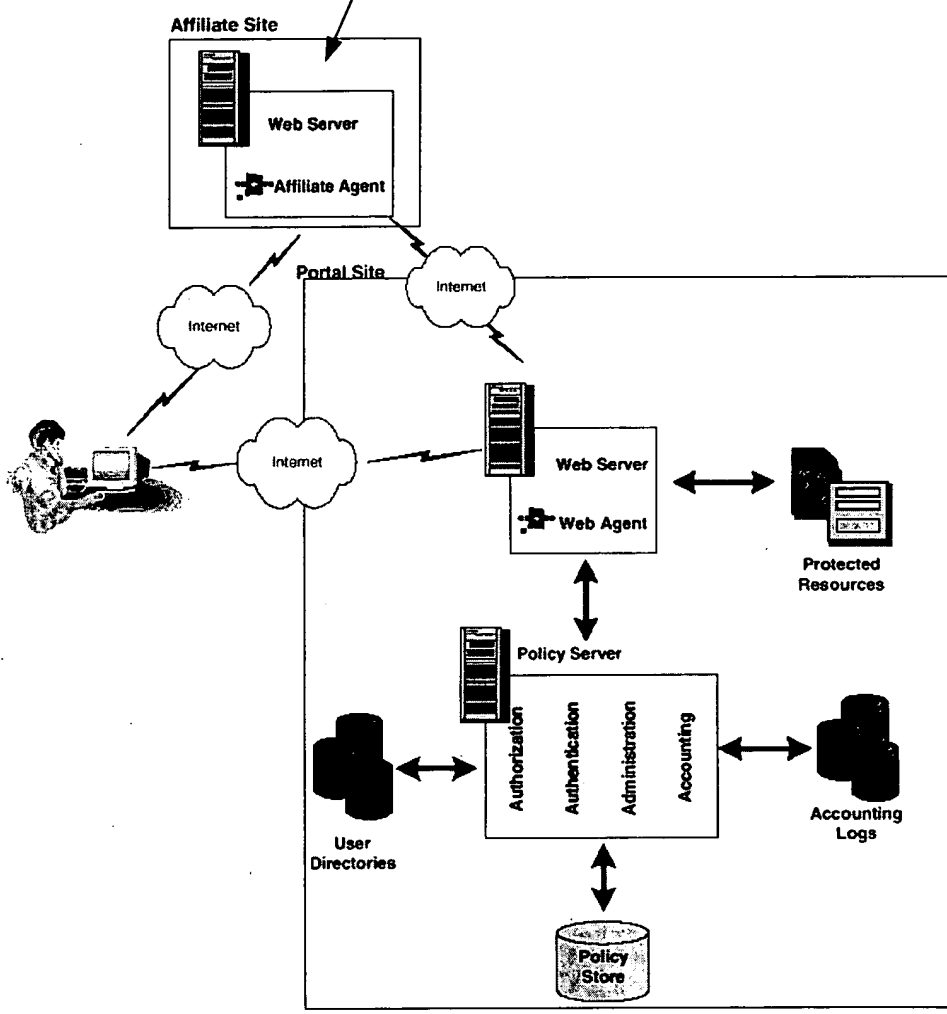 Affiliate Site
Web Server
Affiliate Agent
Portal Site
Internet
Internet
Internet
Web Server
Web Agent
Protected
Resources
Policy Server
Authorization
Authentication
Administration
Accounting
User
Directories
Accounting
Logs
Policy
Store